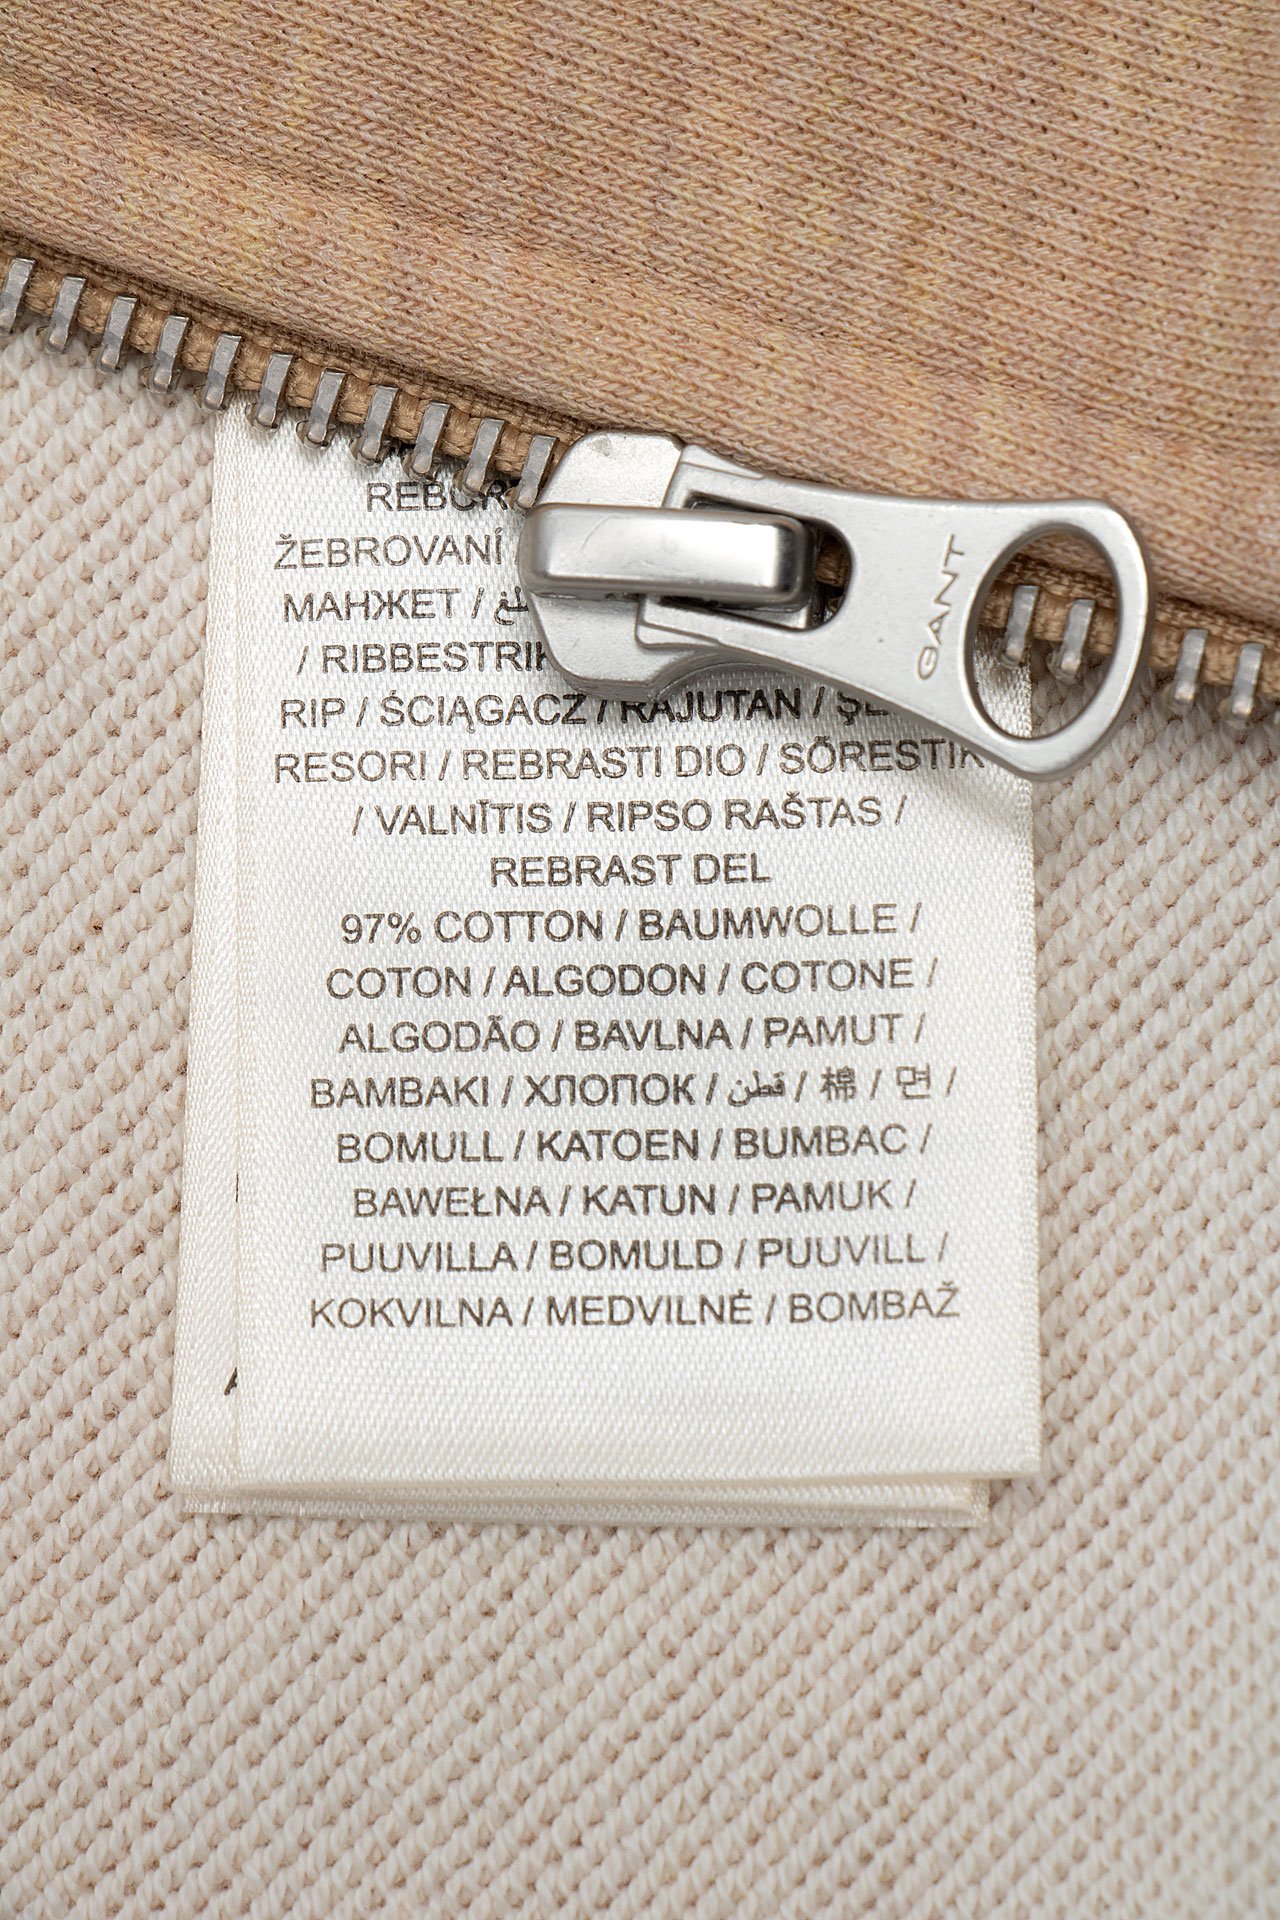 ŽEBROVANÍ
МАНЖЕТ /
/
RIP / ŚCIĄGACZ / RAJUTAN /
RESORI / REBRASTI DIO / SÕRESTIK
/ VALNĪTIS / RIPSO RAŠTAS /
REBRAST DEL
97% COTTON / BAUMWOLLE /
COTON / ALGODON / COTONE /
ALGODÃO / BAVLNA / PAMUT /
BAMBAKI / ХЛОПОК / قطن / 棉 / 면 /
BOMULL / KATOEN / BUMBAC /
BAWEŁNA / KATUN / PAMUK /
PUUVILLA / BOMULD / PUUVILL /
KOKVILNA / MEDVILNĖ / BOMBAŽ
GANT